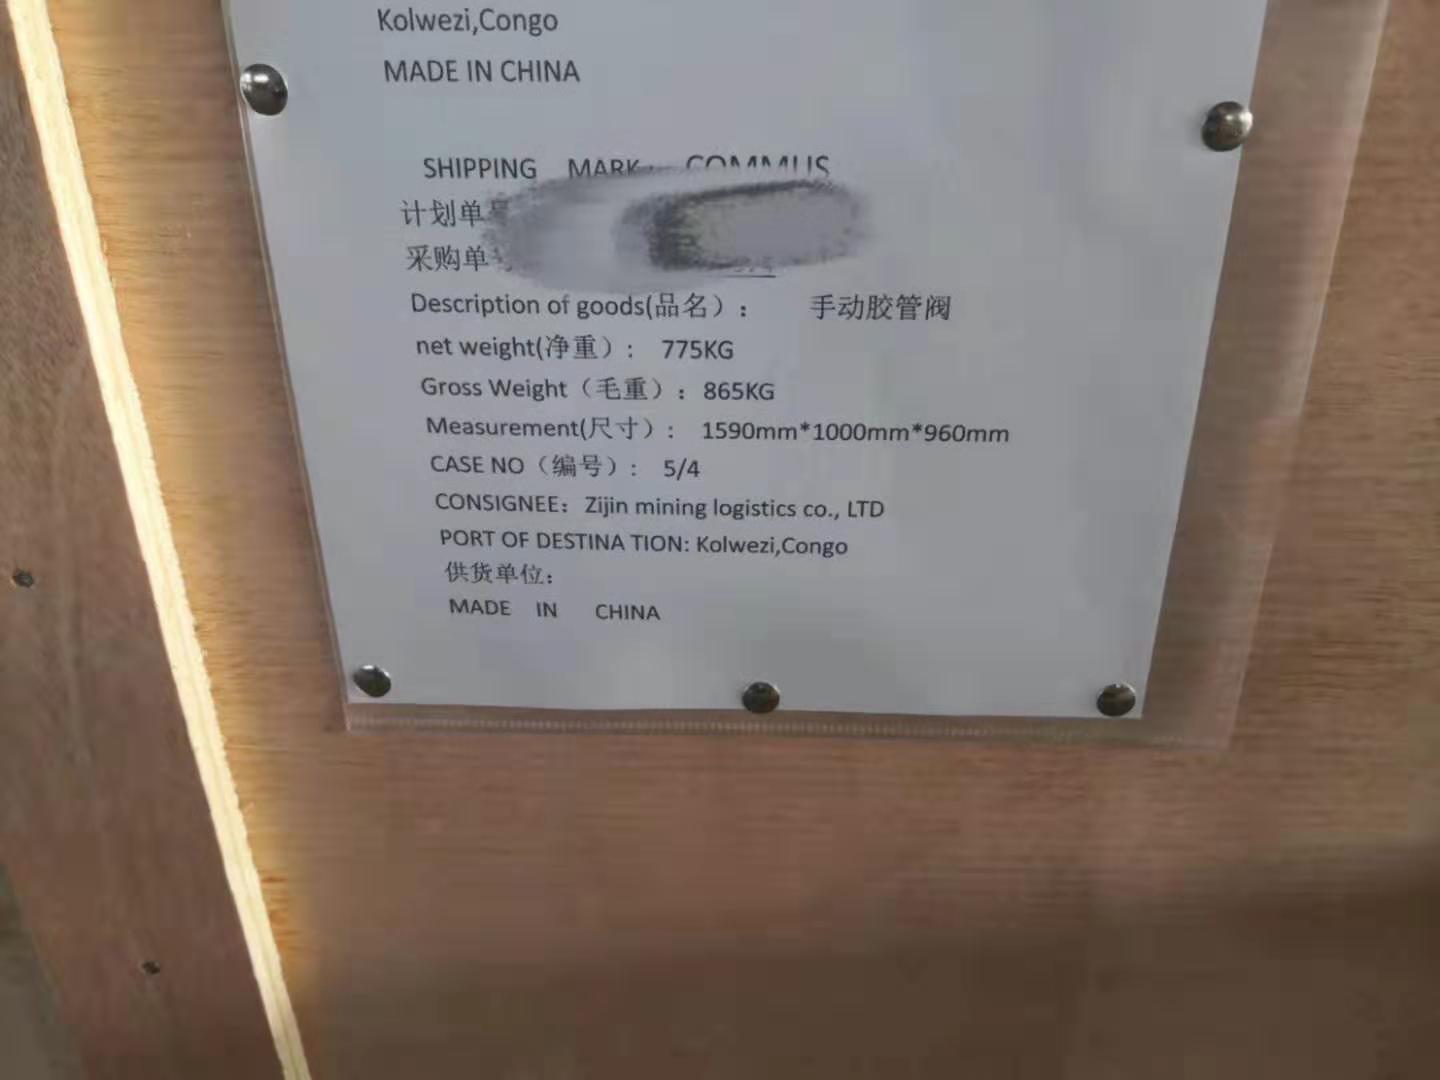 Kolwezi,Congo
MADE IN CHINA
SHIPPING MARK: COMMUS
计划单号
采购单号
Description of goods(品名）： 手动胶管阀
net weight(净重）： 775KG
Gross Weight（毛重）：865KG
Measurement(尺寸）： 1590mm*1000mm*960mm
CASE NO（编号）： 5/4
CONSIGNEE：Zijin mining logistics co., LTD
PORT OF DESTINA TION: Kolwezi,Congo
供货单位：
MADE IN CHINA